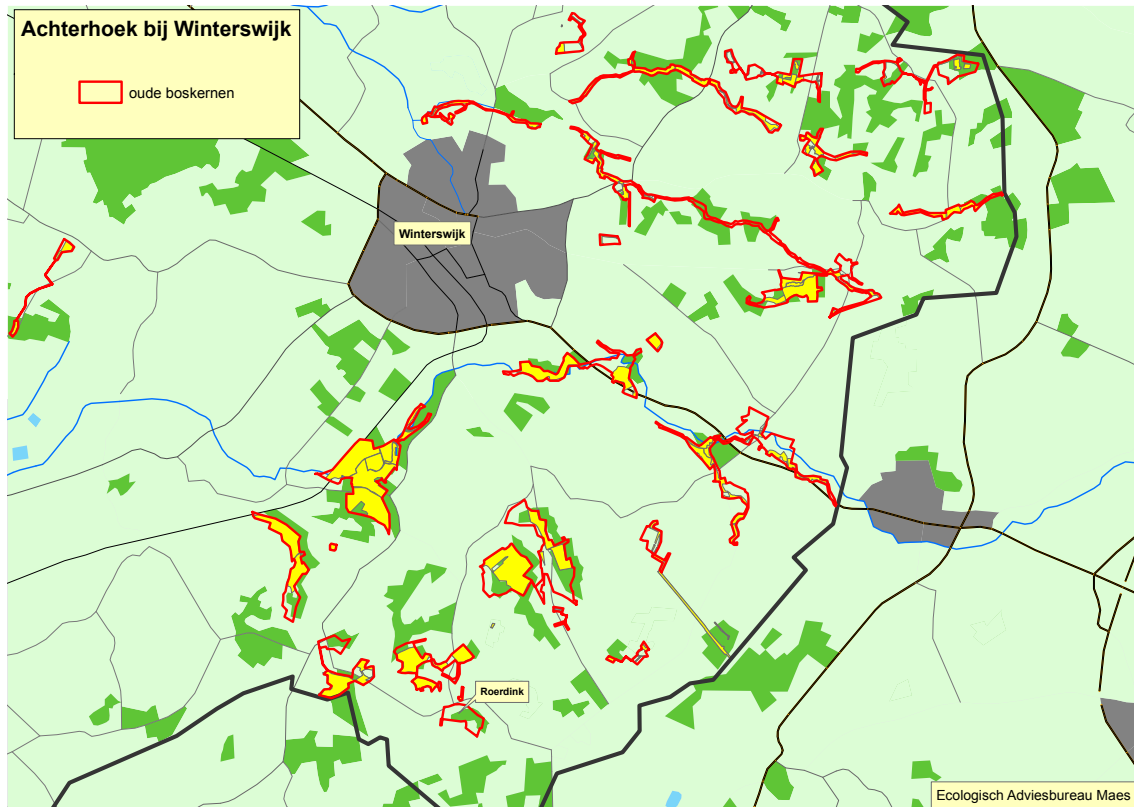 Achterhoek bij Winterswijk
oude boskernen
Winterswijk
Roerdink
Ecologisch Adviesbureau Maes